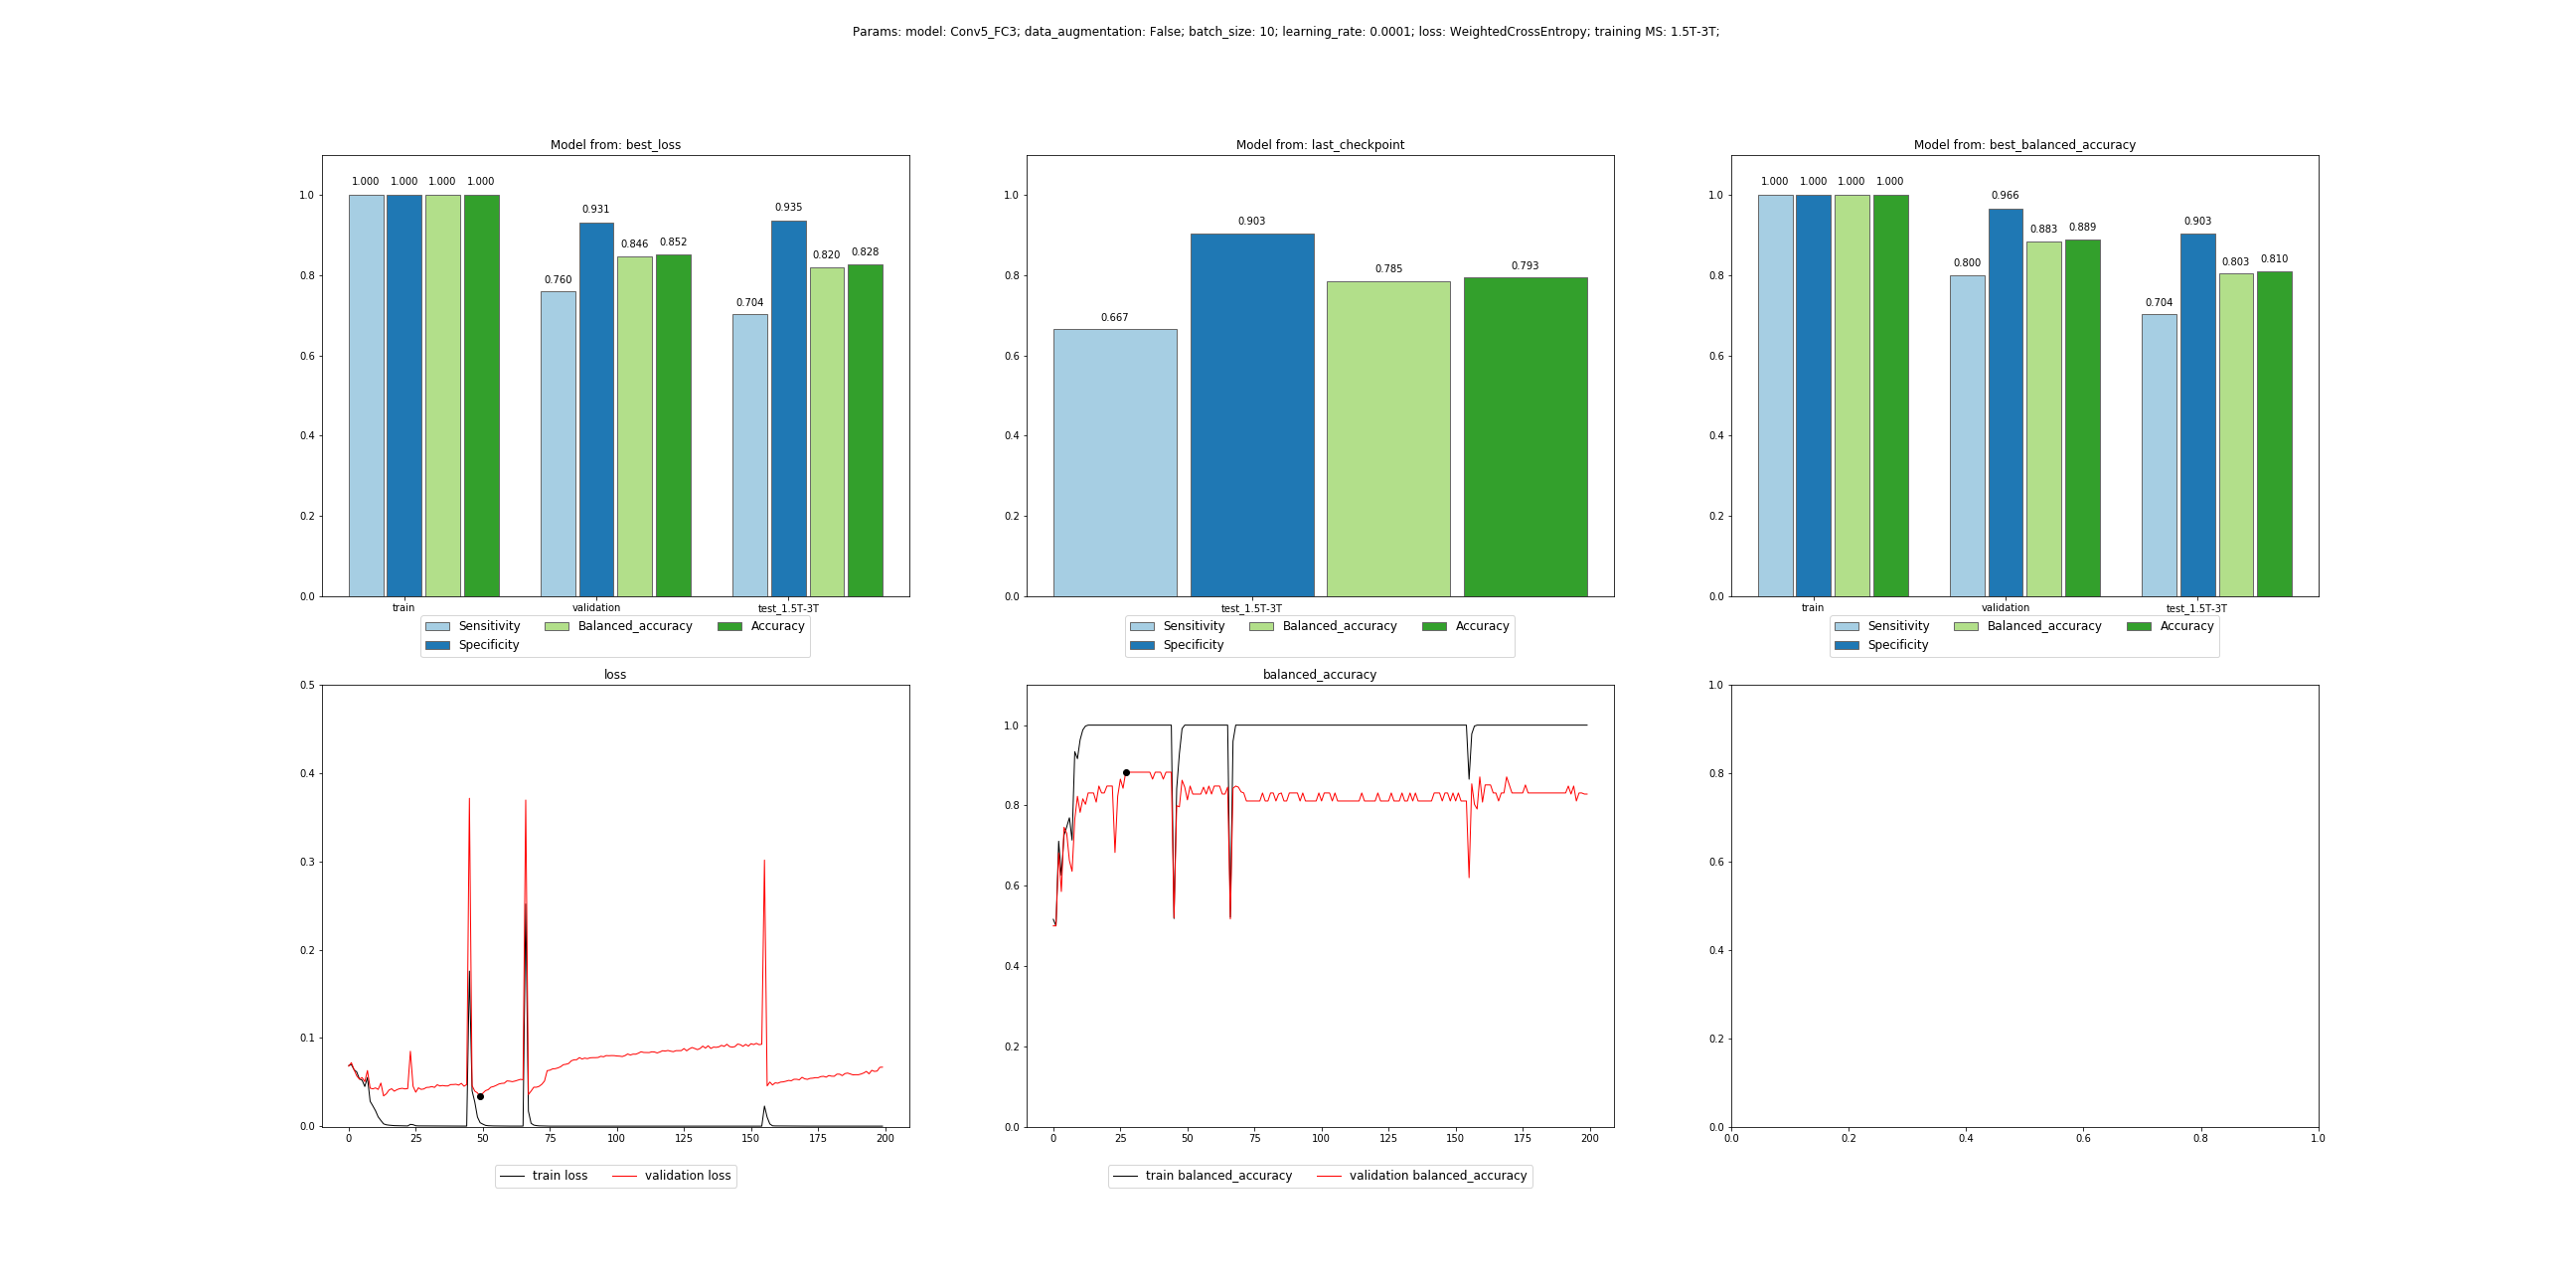 Params: model: Conv5_FC3; data_augmentation: False; batch_size: 10; learning_rate: 0.0001; loss: WeightedCrossEntropy; training MS: 1.5T-3T;
Model from: best_loss
1.000 1.000 1.000 1.000
0.760 0.931 0.846 0.852
0.704 0.935 0.820 0.828
1.0
0.8
0.6
0.4
0.2
0.0
train validation test_1.5T-3T
Sensitivity Balanced_accuracy Accuracy
Specificity
Model from: last_checkpoint
0.667 0.903 0.785 0.793
1.0
0.8
0.6
0.4
0.2
0.0
test_1.5T-3T
Sensitivity Balanced_accuracy Accuracy
Specificity
Model from: best_balanced_accuracy
1.000 1.000 1.000 1.000
0.800 0.966 0.883 0.889
0.704 0.903 0.803 0.810
1.0
0.8
0.6
0.4
0.2
0.0
train validation test_1.5T-3T
Sensitivity Balanced_accuracy Accuracy
Specificity
loss
0.5
0.4
0.3
0.2
0.1
0.0
0 25 50 75 100 125 150 175 200
train loss validation loss
balanced_accuracy
1.0
0.8
0.6
0.4
0.2
0.0
0 25 50 75 100 125 150 175 200
train balanced_accuracy validation balanced_accuracy
1.0
0.8
0.6
0.4
0.2
0.0
0.0 0.2 0.4 0.6 0.8 1.0